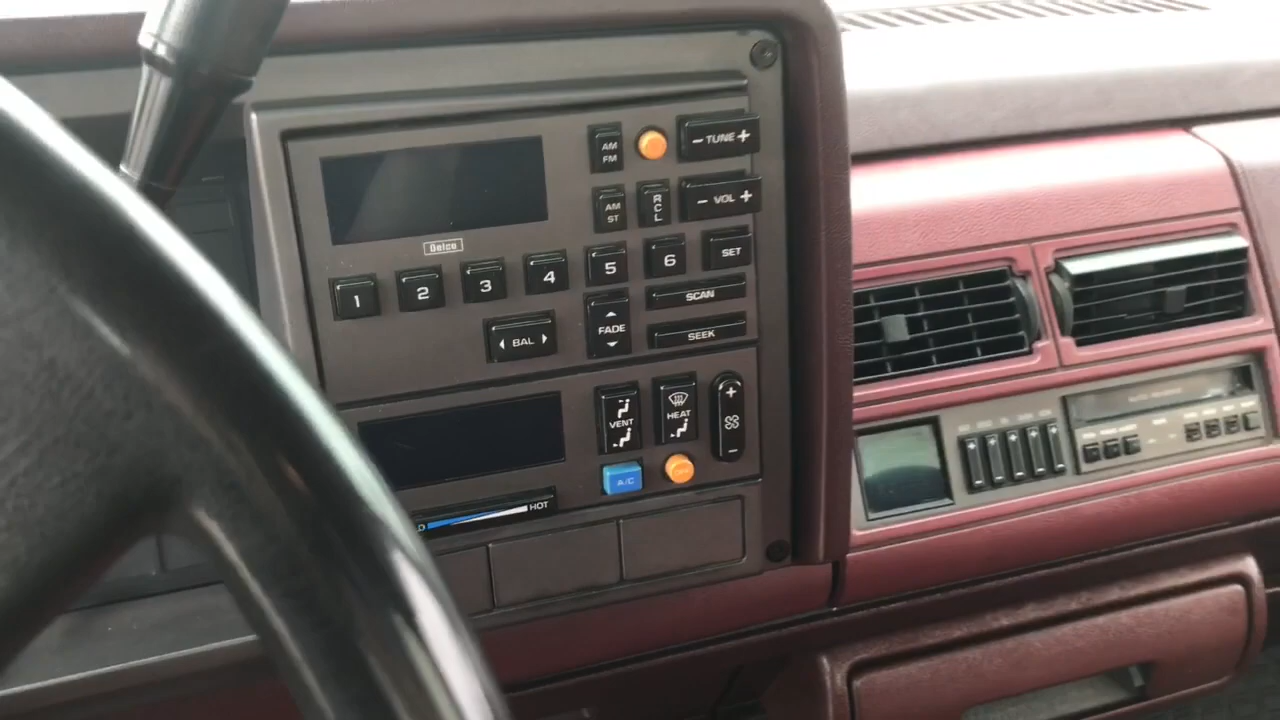 AM
FM
− TUNE +
AM
ST
RCL
− VOL +
Delco
1 2 3 4 5 6 SET
SCAN
BAL
FADE
SEEK
VENT
HEAT
+
−
A/C
HOT